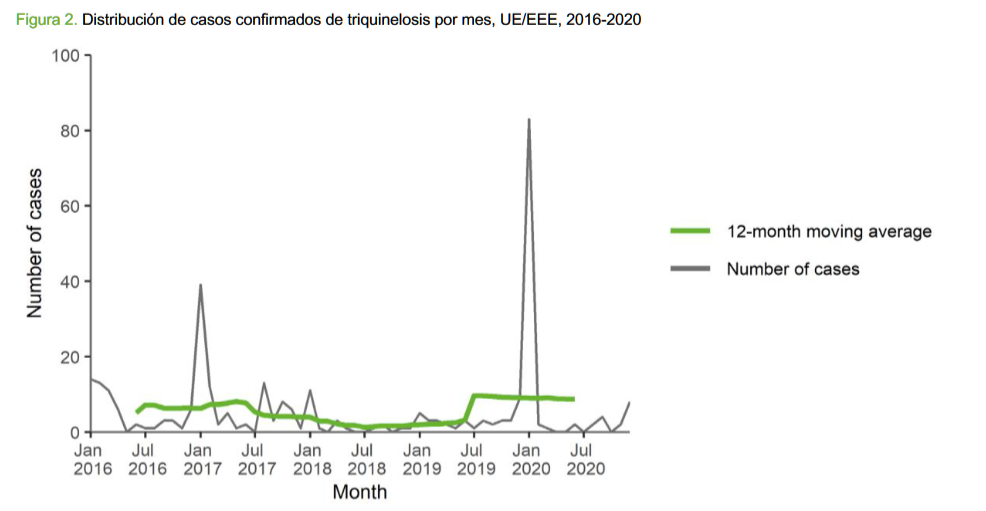 Figura 2. Distribución de casos confirmados de triquinelosis por mes, UE/EEE, 2016-2020
100
80
60
40
20
0
Number of cases
Jan Jul Jan Jul Jan Jul Jan Jul Jan Jul
2016 2016 2017 2017 2018 2018 2019 2019 2020 2020
Month
12-month moving average
Number of cases